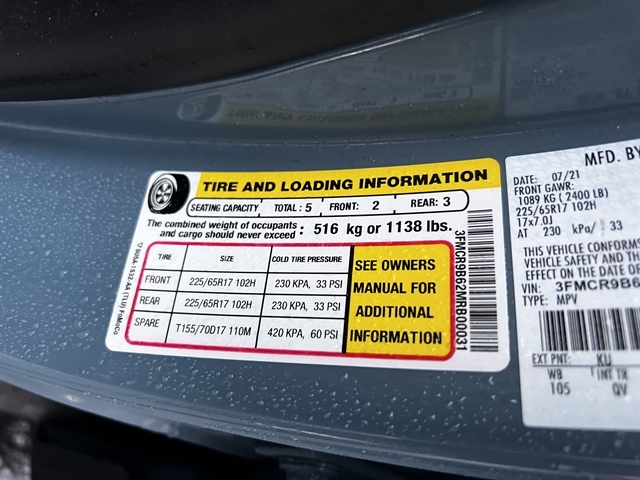 TIRE AND LOADING INFORMATION
SEATING CAPACITY TOTAL: 5 FRONT: 2 REAR: 3
The combined weight of occupants and cargo should never exceed: 516 kg or 1138 lbs.
TIRE SIZE COLD TIRE PRESSURE
FRONT 225/65R17 102H 230 KPA, 33 PSI
REAR 225/65R17 102H 230 KPA, 33 PSI
SPARE T155/70D17 110M 420 KPA, 60 PSI
SEE OWNERS
MANUAL FOR
ADDITIONAL
INFORMATION
MFD. BY
DATE: 07/21
FRONT GAWR:
1089 KG ( 2400 LB)
225/65R17 102H
17x7.0J
AT 230 kPa/ 33
THIS VEHICLE CONFORMS
VEHICLE SAFETY AND THE
EFFECT ON THE DATE OF
VIN: 3FMCR9B6
TYPE: MPV
EXT PNT: KU
WB INT TR
105 QV